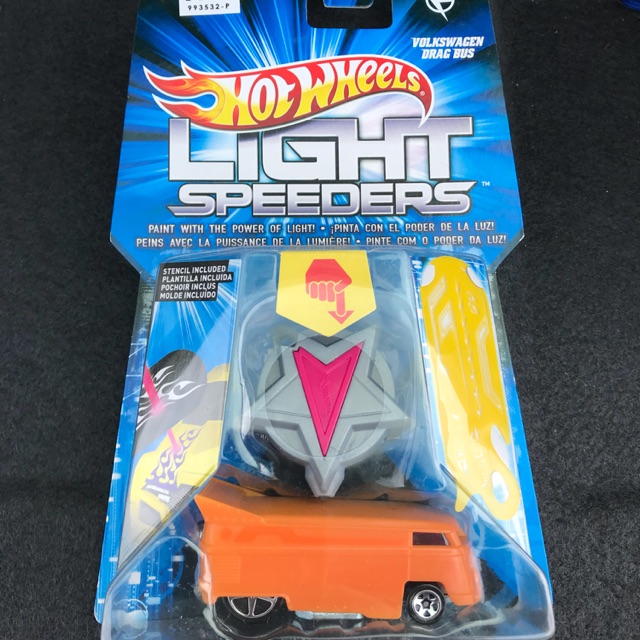 993532-P
VOLKSWAGEN
DRAG BUS
HOT WHEELS®
LIGHT
SPEEDERS™
PAINT WITH THE POWER OF LIGHT! • ¡PINTA CON EL PODER DE LA LUZ!
PEINS AVEC LA PUISSANCE DE LA LUMIÈRE! • PINTE COM O PODER DA LUZ!
STENCIL INCLUDED
PLANTILLA INCLUIDA
POCHOIR INCLUS
MOLDE INCLUÍDO